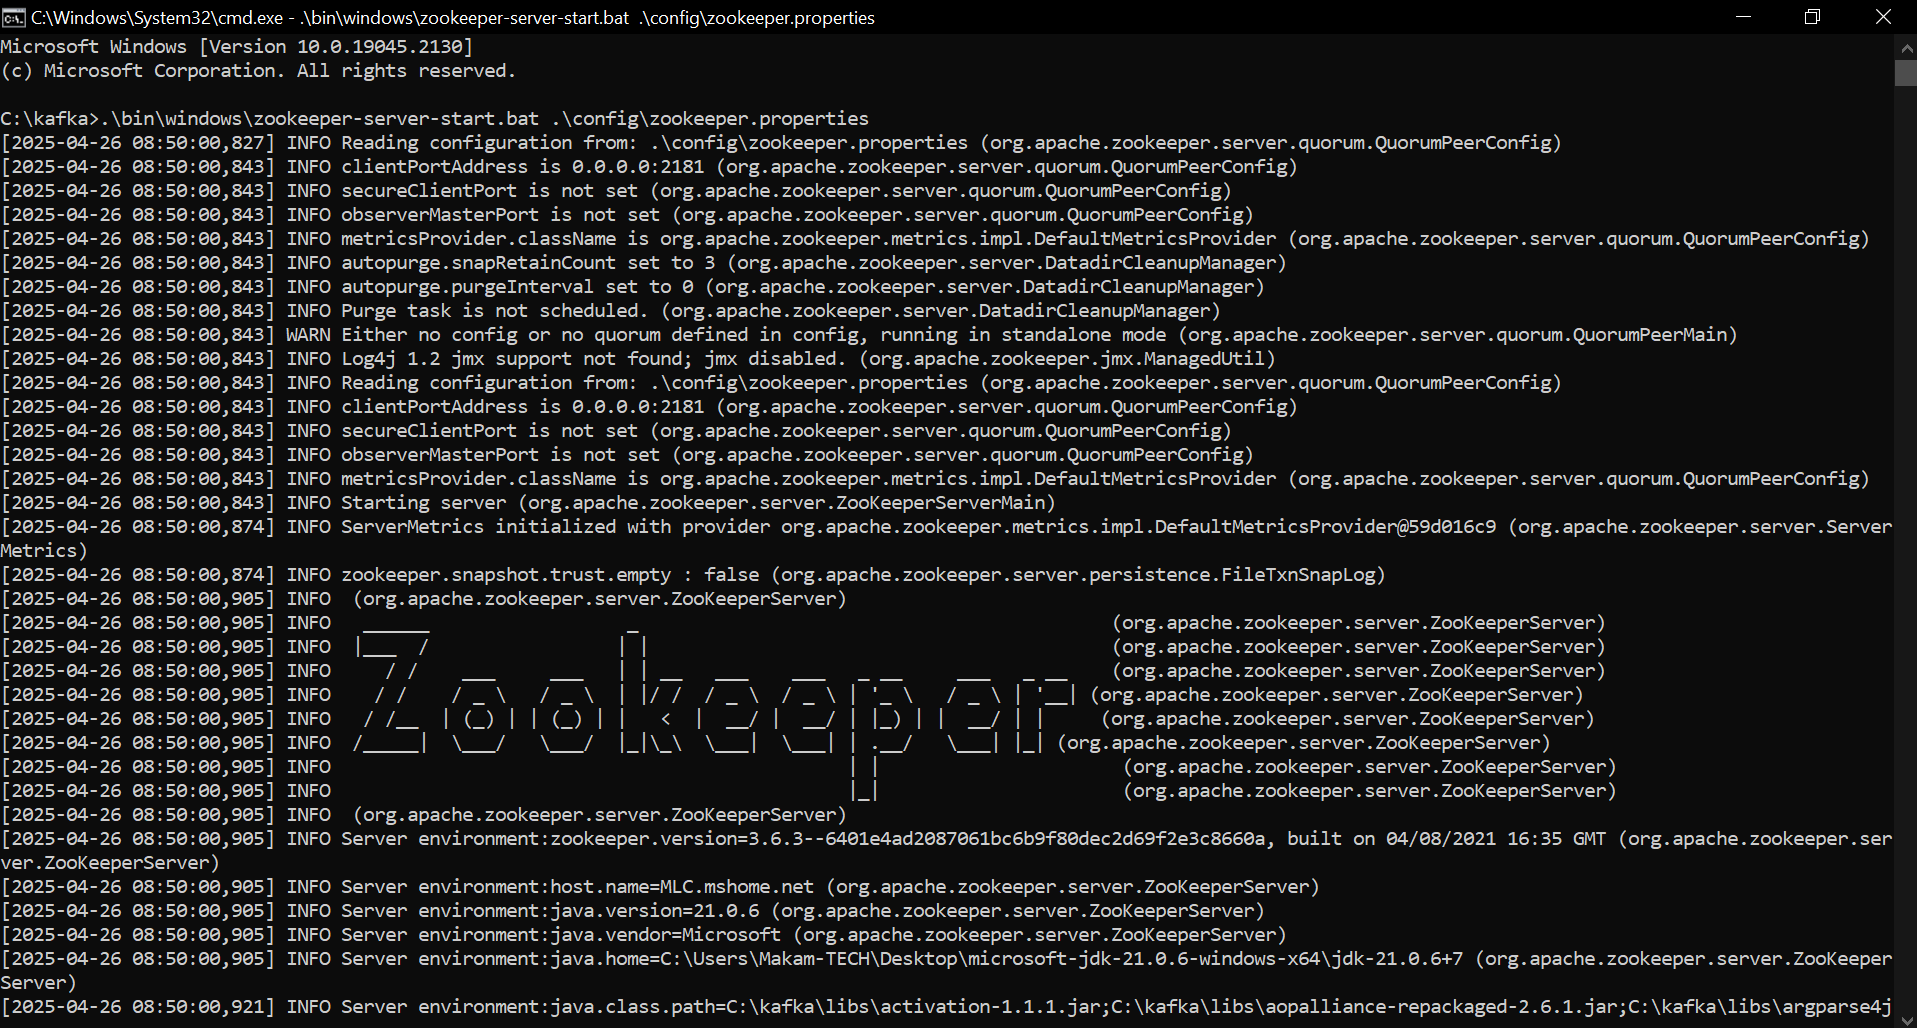 C:\Windows\System32\cmd.exe - .\bin\windows\zookeeper-server-start.bat  .\config\zookeeper.properties
Microsoft Windows [Version 10.0.19045.2130]
(c) Microsoft Corporation. All rights reserved.
C:\kafka>.\bin\windows\zookeeper-server-start.bat .\config\zookeeper.properties
[2025-04-26 08:50:00,827] INFO Reading configuration from: .\config\zookeeper.properties (org.apache.zookeeper.server.quorum.QuorumPeerConfig)
[2025-04-26 08:50:00,843] INFO clientPortAddress is 0.0.0.0:2181 (org.apache.zookeeper.server.quorum.QuorumPeerConfig)
[2025-04-26 08:50:00,843] INFO secureClientPort is not set (org.apache.zookeeper.server.quorum.QuorumPeerConfig)
[2025-04-26 08:50:00,843] INFO observerMasterPort is not set (org.apache.zookeeper.server.quorum.QuorumPeerConfig)
[2025-04-26 08:50:00,843] INFO metricsProvider.className is org.apache.zookeeper.metrics.impl.DefaultMetricsProvider (org.apache.zookeeper.server.quorum.QuorumPeerConfig)
[2025-04-26 08:50:00,843] INFO autopurge.snapRetainCount set to 3 (org.apache.zookeeper.server.DatadirCleanupManager)
[2025-04-26 08:50:00,843] INFO autopurge.purgeInterval set to 0 (org.apache.zookeeper.server.DatadirCleanupManager)
[2025-04-26 08:50:00,843] INFO Purge task is not scheduled. (org.apache.zookeeper.server.DatadirCleanupManager)
[2025-04-26 08:50:00,843] WARN Either no config or no quorum defined in config, running in standalone mode (org.apache.zookeeper.server.quorum.QuorumPeerMain)
[2025-04-26 08:50:00,843] INFO Log4j 1.2 jmx support not found; jmx disabled. (org.apache.zookeeper.jmx.ManagedUtil)
[2025-04-26 08:50:00,843] INFO Reading configuration from: .\config\zookeeper.properties (org.apache.zookeeper.server.quorum.QuorumPeerConfig)
[2025-04-26 08:50:00,843] INFO clientPortAddress is 0.0.0.0:2181 (org.apache.zookeeper.server.quorum.QuorumPeerConfig)
[2025-04-26 08:50:00,843] INFO secureClientPort is not set (org.apache.zookeeper.server.quorum.QuorumPeerConfig)
[2025-04-26 08:50:00,843] INFO observerMasterPort is not set (org.apache.zookeeper.server.quorum.QuorumPeerConfig)
[2025-04-26 08:50:00,843] INFO metricsProvider.className is org.apache.zookeeper.metrics.impl.DefaultMetricsProvider (org.apache.zookeeper.server.quorum.QuorumPeerConfig)
[2025-04-26 08:50:00,843] INFO Starting server (org.apache.zookeeper.server.ZooKeeperServerMain)
[2025-04-26 08:50:00,874] INFO ServerMetrics initialized with provider org.apache.zookeeper.metrics.impl.DefaultMetricsProvider@59d016c9 (org.apache.zookeeper.server.Server
Metrics)
[2025-04-26 08:50:00,874] INFO zookeeper.snapshot.trust.empty : false (org.apache.zookeeper.server.persistence.FileTxnSnapLog)
[2025-04-26 08:50:00,905] INFO  (org.apache.zookeeper.server.ZooKeeperServer)
[2025-04-26 08:50:00,905] INFO   ______                  _                                           (org.apache.zookeeper.server.ZooKeeperServer)
[2025-04-26 08:50:00,905] INFO  |___  /                 | |                                          (org.apache.zookeeper.server.ZooKeeperServer)
[2025-04-26 08:50:00,905] INFO     / /    ___     ___   | | __   ___    ___   _ __     ___   _ __    (org.apache.zookeeper.server.ZooKeeperServer)
[2025-04-26 08:50:00,905] INFO    / /    / _ \   / _ \  | |/ /  / _ \  / _ \ | '_ \   / _ \ | '__| (org.apache.zookeeper.server.ZooKeeperServer)
[2025-04-26 08:50:00,905] INFO   / /__  | (_) | | (_) | |   <  |  __/ |  __/ | |_) | |  __/ | |     (org.apache.zookeeper.server.ZooKeeperServer)
[2025-04-26 08:50:00,905] INFO  /_____|  \___/   \___/  |_|\_\  \___|  \___| | .__/   \___| |_| (org.apache.zookeeper.server.ZooKeeperServer)
[2025-04-26 08:50:00,905] INFO                                               | |                       (org.apache.zookeeper.server.ZooKeeperServer)
[2025-04-26 08:50:00,905] INFO                                               |_|                       (org.apache.zookeeper.server.ZooKeeperServer)
[2025-04-26 08:50:00,905] INFO  (org.apache.zookeeper.server.ZooKeeperServer)
[2025-04-26 08:50:00,905] INFO Server environment:zookeeper.version=3.6.3--6401e4ad2087061bc6b9f80dec2d69f2e3c8660a, built on 04/08/2021 16:35 GMT (org.apache.zookeeper.ser
ver.ZooKeeperServer)
[2025-04-26 08:50:00,905] INFO Server environment:host.name=MLC.mshome.net (org.apache.zookeeper.server.ZooKeeperServer)
[2025-04-26 08:50:00,905] INFO Server environment:java.version=21.0.6 (org.apache.zookeeper.server.ZooKeeperServer)
[2025-04-26 08:50:00,905] INFO Server environment:java.vendor=Microsoft (org.apache.zookeeper.server.ZooKeeperServer)
[2025-04-26 08:50:00,905] INFO Server environment:java.home=C:\Users\Makam-TECH\Desktop\microsoft-jdk-21.0.6-windows-x64\jdk-21.0.6+7 (org.apache.zookeeper.server.ZooKeeper
Server)
[2025-04-26 08:50:00,921] INFO Server environment:java.class.path=C:\kafka\libs\activation-1.1.1.jar;C:\kafka\libs\aopalliance-repackaged-2.6.1.jar;C:\kafka\libs\argparse4j